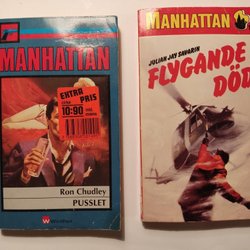 MANHATTAN
EXTRA
PRIS
10:90
Ron Chudley
PUSSLET
MANHATTAN
JULIAN JAY SAVARIN
FLYGANDE
DÖD